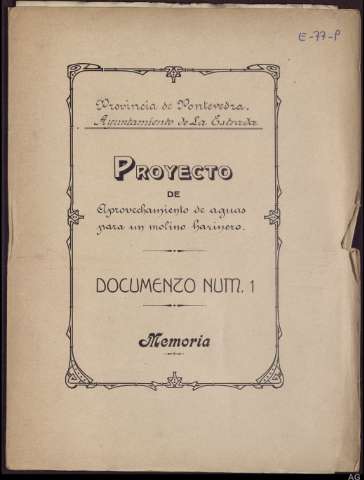 E-77-P
Provincia de Pontevedra.
Ayuntamiento de La Estrada
PROYECTO
DE
Aprovechamiento de aguas
para un molino harinero.
DOCUMENTO NUM. 1
Memoria
AG